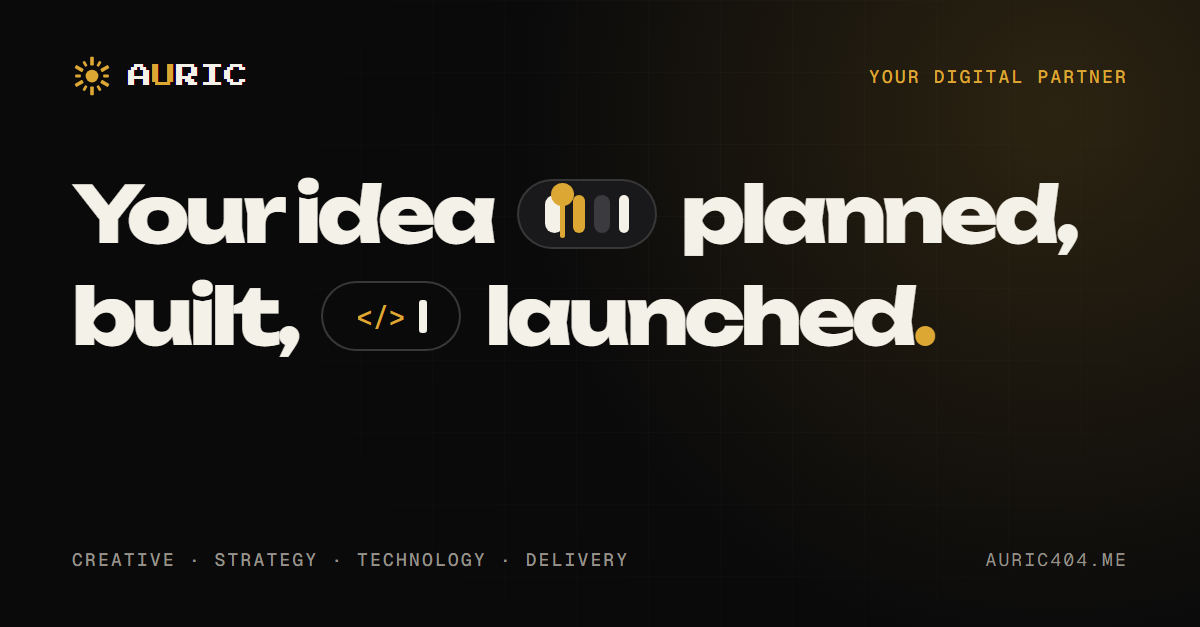 AURIC
YOUR DIGITAL PARTNER
Your idea planned,
built, </> launched.
CREATIVE · STRATEGY · TECHNOLOGY · DELIVERY
AURIC404.ME